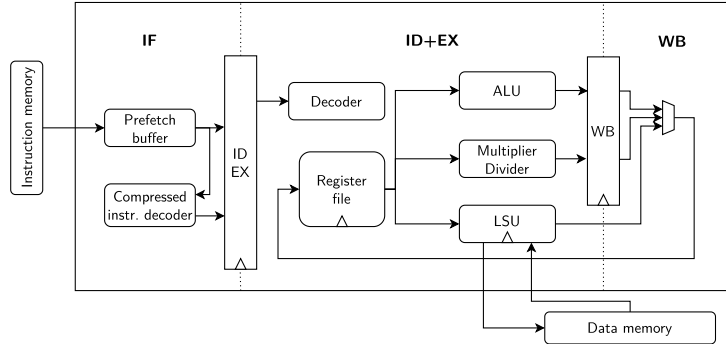 IF
ID+EX
WB
Instruction memory
Prefetch
buffer
Compressed
instr. decoder
ID
EX
Decoder
Register
file
ALU
Multiplier
Divider
LSU
WB
Data memory